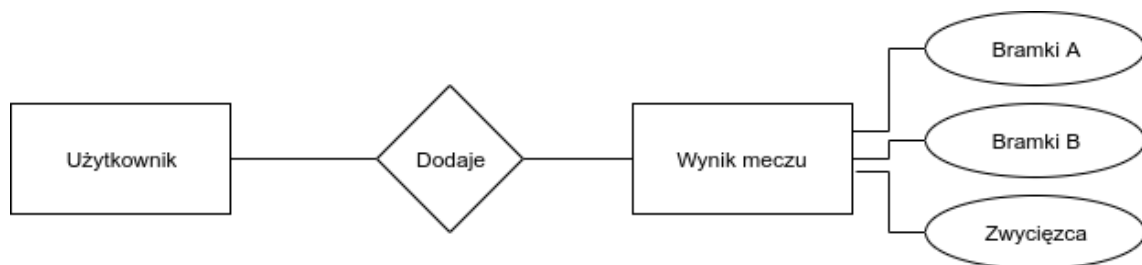 Użytkownik
Dodaje
Wynik meczu
Bramki A
Bramki B
Zwycięzca